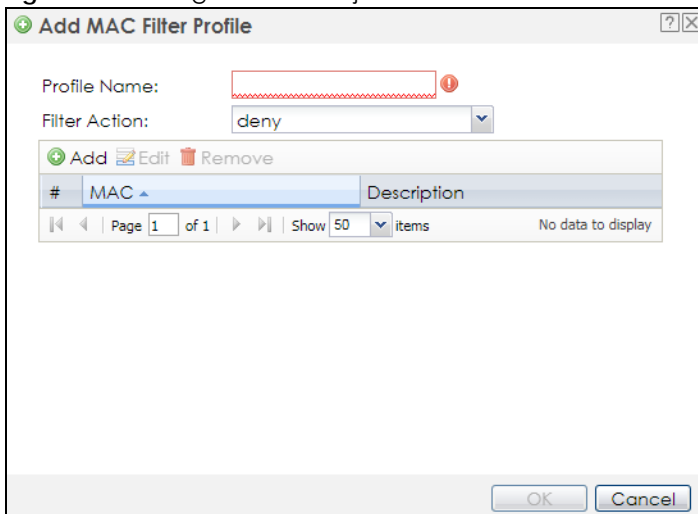 Add MAC Filter Profile
Profile Name:
Filter Action: deny
Add Edit Remove
# MAC Description
Page 1 of 1 Show 50 items No data to display
OK Cancel